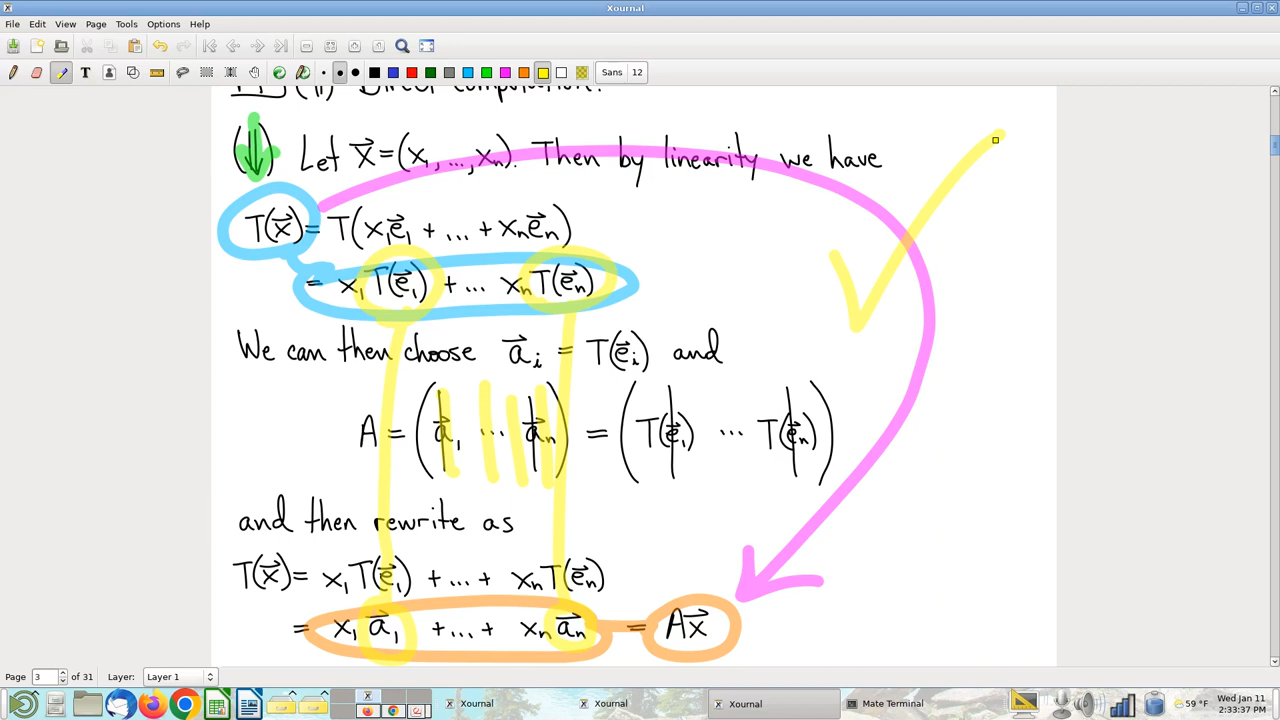 Xournal
File Edit View Page Tools Options Help
Sans 12
(ii) Direct computation.
(⇓) Let x⃗ = (x₁, ..., xₙ). Then by linearity we have
T(x⃗) = T(x₁e⃗₁ + ... + xₙe⃗ₙ)
= x₁T(e⃗₁) + ... xₙT(e⃗ₙ)
We can then choose a⃗ᵢ = T(e⃗ᵢ) and
A = (a⃗₁ ... a⃗ₙ) = (T(e⃗₁) ... T(e⃗ₙ))
and then rewrite as
T(x⃗) = x₁T(e⃗₁) + ... + xₙT(e⃗ₙ)
= x₁a⃗₁ + ... + xₙa⃗ₙ = Ax⃗
Page 3 of 31 Layer: Layer 1
Xournal Xournal Xournal Mate Terminal 59 °F Wed Jan 11
2:33:37 PM